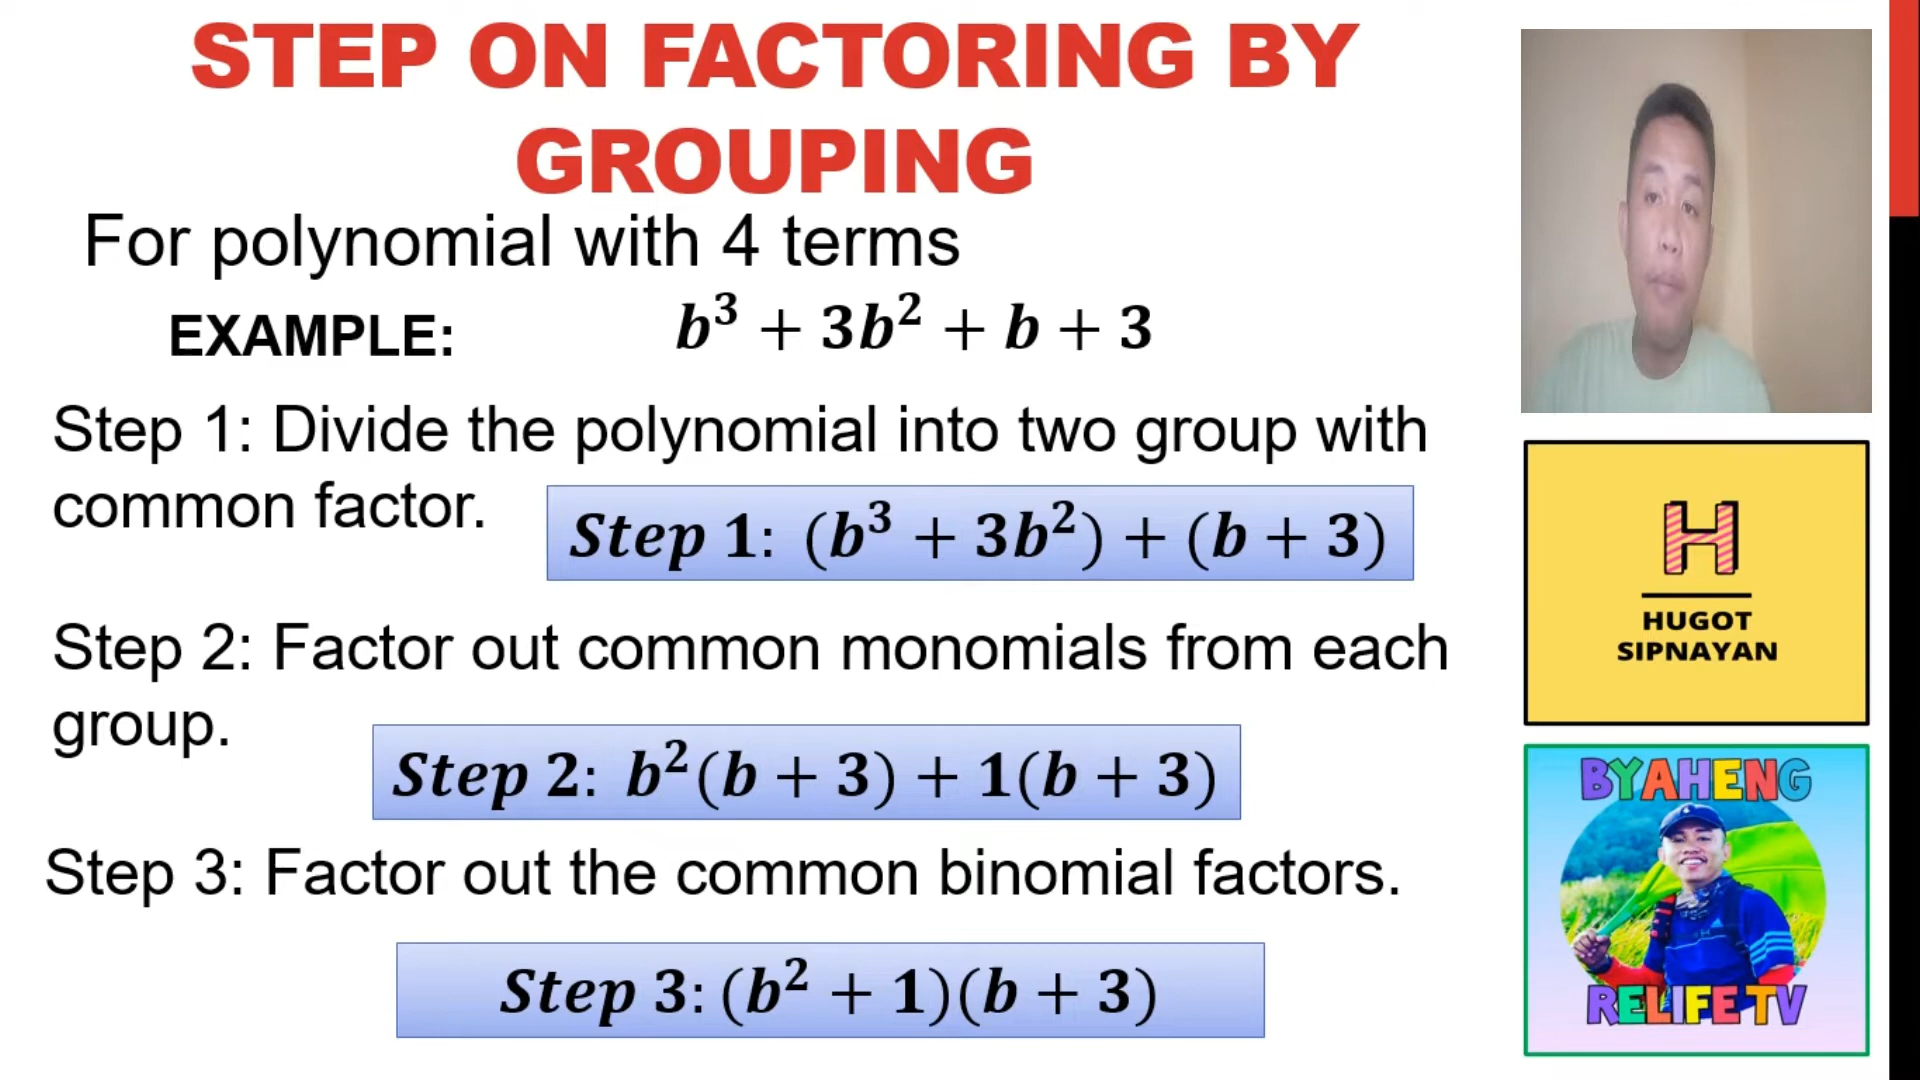 STEP ON FACTORING BY
GROUPING
For polynomial with 4 terms
EXAMPLE: b³ + 3b² + b + 3
Step 1: Divide the polynomial into two group with
common factor.
Step 1: (b³ + 3b²) + (b + 3)
Step 2: Factor out common monomials from each
group.
Step 2: b²(b + 3) + 1(b + 3)
Step 3: Factor out the common binomial factors.
Step 3: (b² + 1)(b + 3)
H
HUGOT
SIPNAYAN
BYAHENG
RELIFE TV